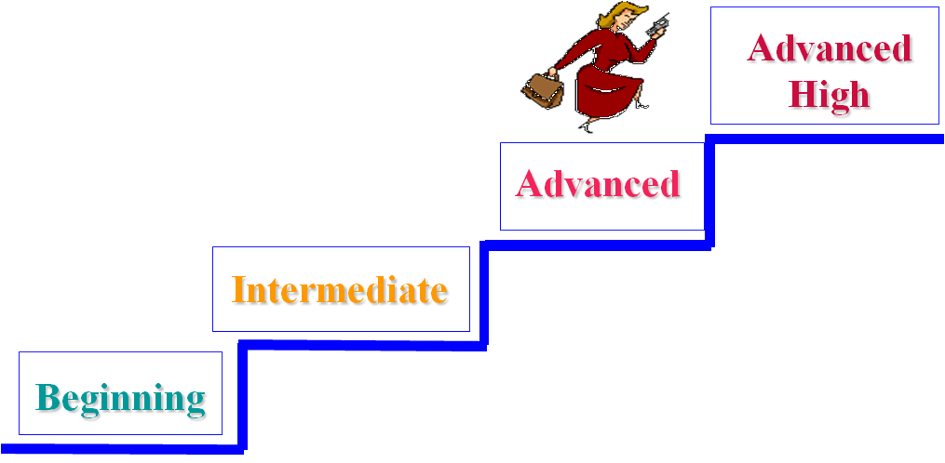 Advanced
High
Advanced
Intermediate
Beginning